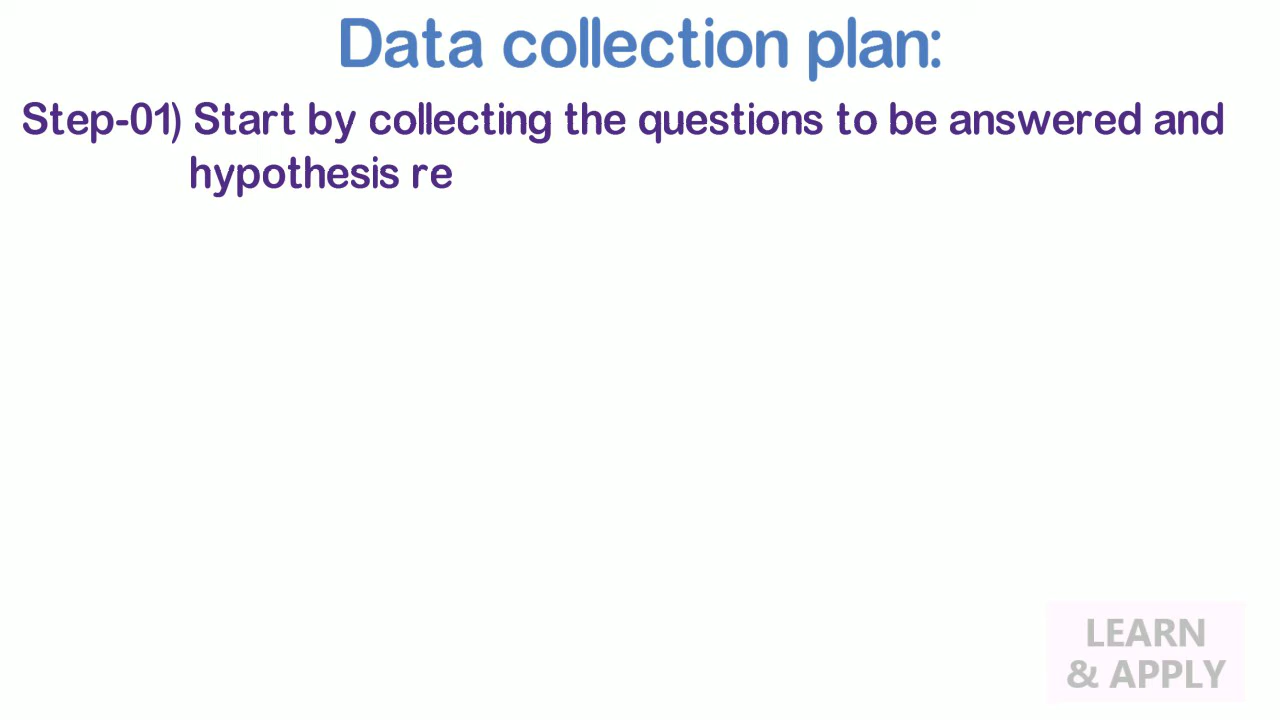 Data collection plan:
Step-01) Start by collecting the questions to be answered and
hypothesis re
LEARN
& APPLY